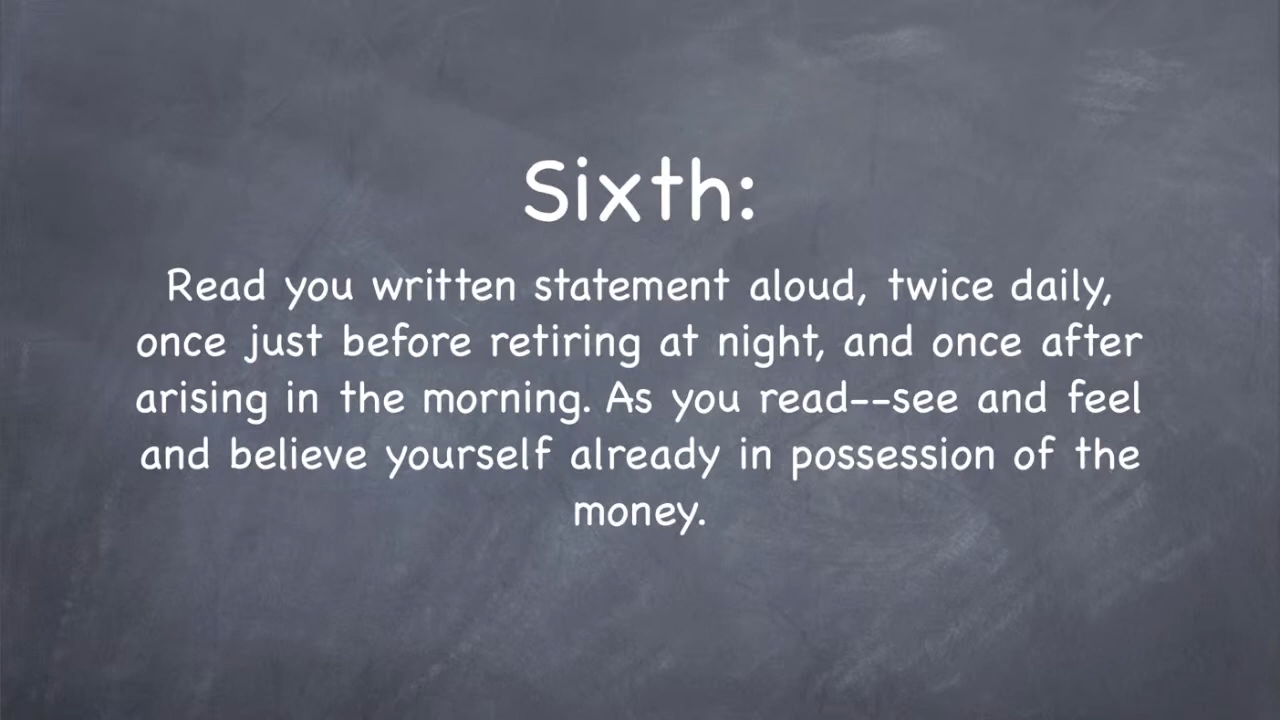 Sixth:
Read you written statement aloud, twice daily,
once just before retiring at night, and once after
arising in the morning. As you read--see and feel
and believe yourself already in possession of the
money.